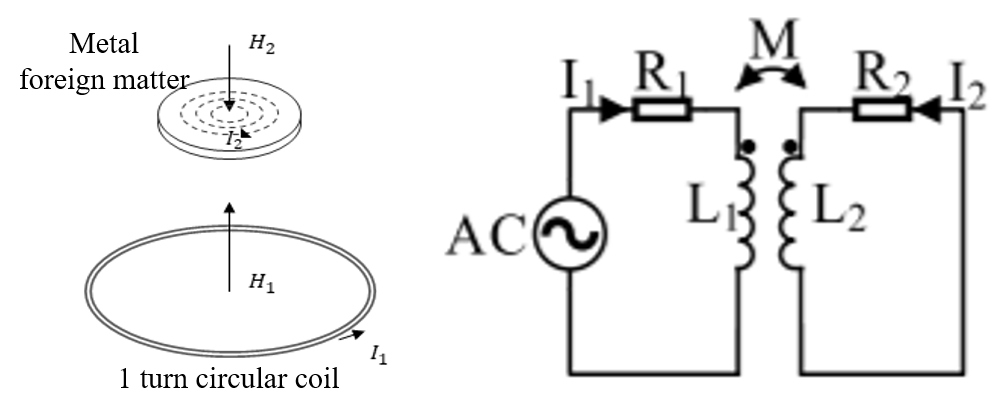 Metal
foreign matter
H₂
I₂
H₁
I₁
1 turn circular coil
M
I₁
R₁
R₂
I₂
L₁
L₂
AC